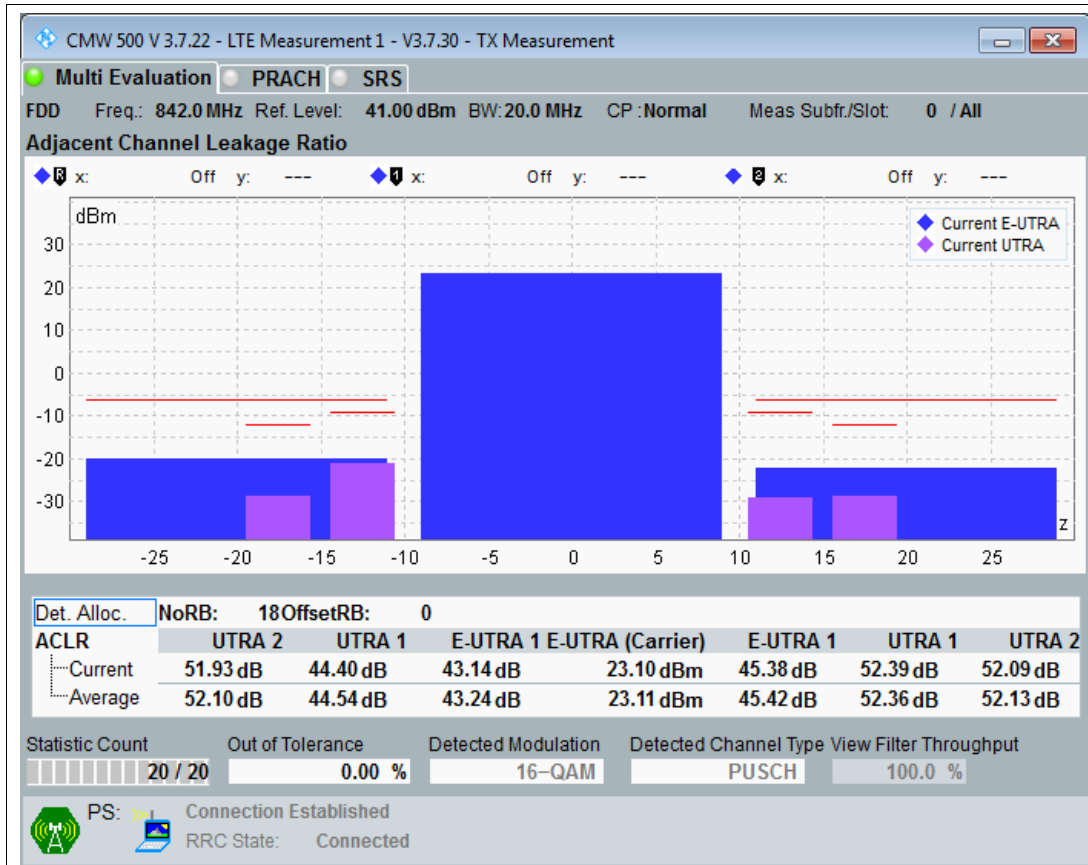 CMW 500 V 3.7.22 - LTE Measurement 1 - V3.7.30 - TX Measurement
Multi Evaluation PRACH SRS
FDD Freq.: 842.0 MHz Ref. Level: 41.00 dBm BW: 20.0 MHz CP : Normal Meas Subfr./Slot: 0 / All
Adjacent Channel Leakage Ratio
R x: Off y: --- 1 x: Off y: --- 2 x: Off y: ---
dBm
Current E-UTRA
Current UTRA
30
20
10
0
-10
-20
-30
z
-25 -20 -15 -10 -5 0 5 10 15 20 25
Det. Alloc. NoRB: 18 OffsetRB: 0
ACLR UTRA 2 UTRA 1 E-UTRA 1 E-UTRA (Carrier) E-UTRA 1 UTRA 1 UTRA 2
Current 51.93 dB 44.40 dB 43.14 dB 23.10 dBm 45.38 dB 52.39 dB 52.09 dB
Average 52.10 dB 44.54 dB 43.24 dB 23.11 dBm 45.42 dB 52.36 dB 52.13 dB
Statistic Count Out of Tolerance Detected Modulation Detected Channel Type View Filter Throughput
20 / 20 0.00 % 16-QAM PUSCH 100.0 %
PS: Connection Established
RRC State: Connected